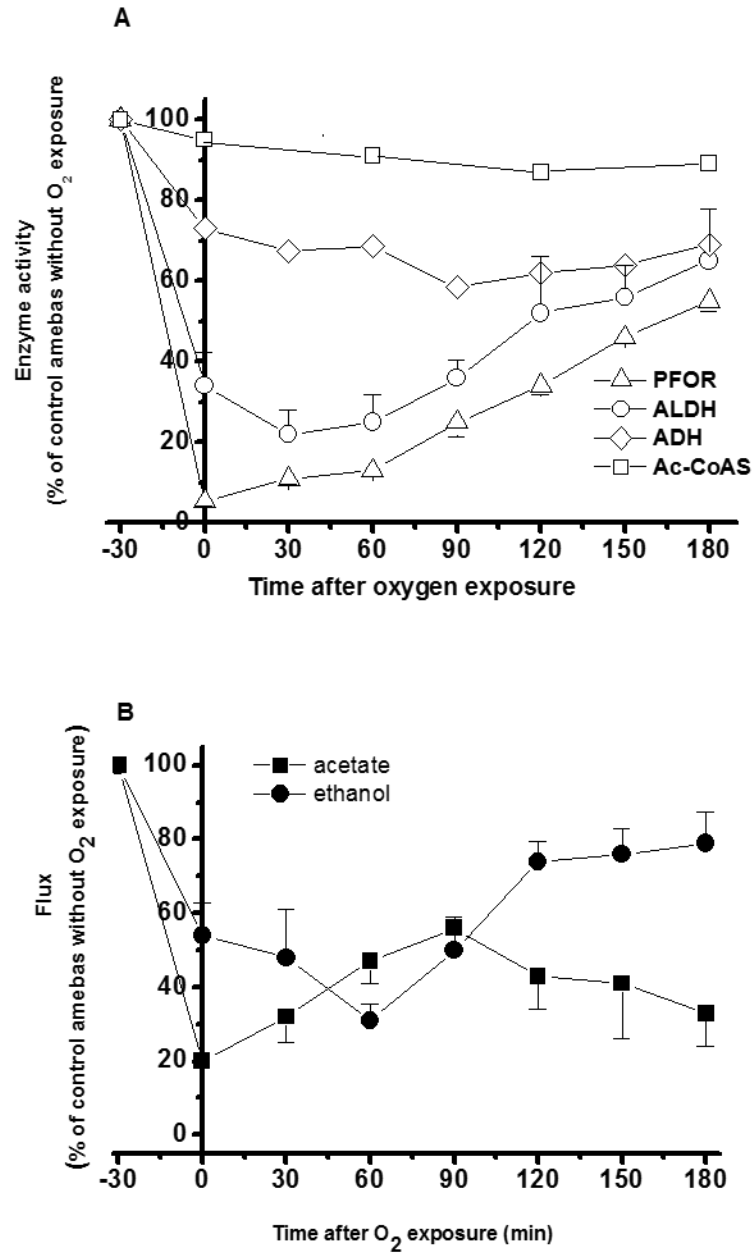 A
Enzyme activity
(% of control amebas without O₂ exposure)
100
80
60
40
20
0
PFOR
ALDH
ADH
Ac-CoAS
-30 0 30 60 90 120 150 180
Time after oxygen exposure
B
Flux
(% of control amebas without O₂ exposure)
100
80
60
40
20
0
acetate
ethanol
-30 0 30 60 90 120 150 180
Time after O₂ exposure (min)